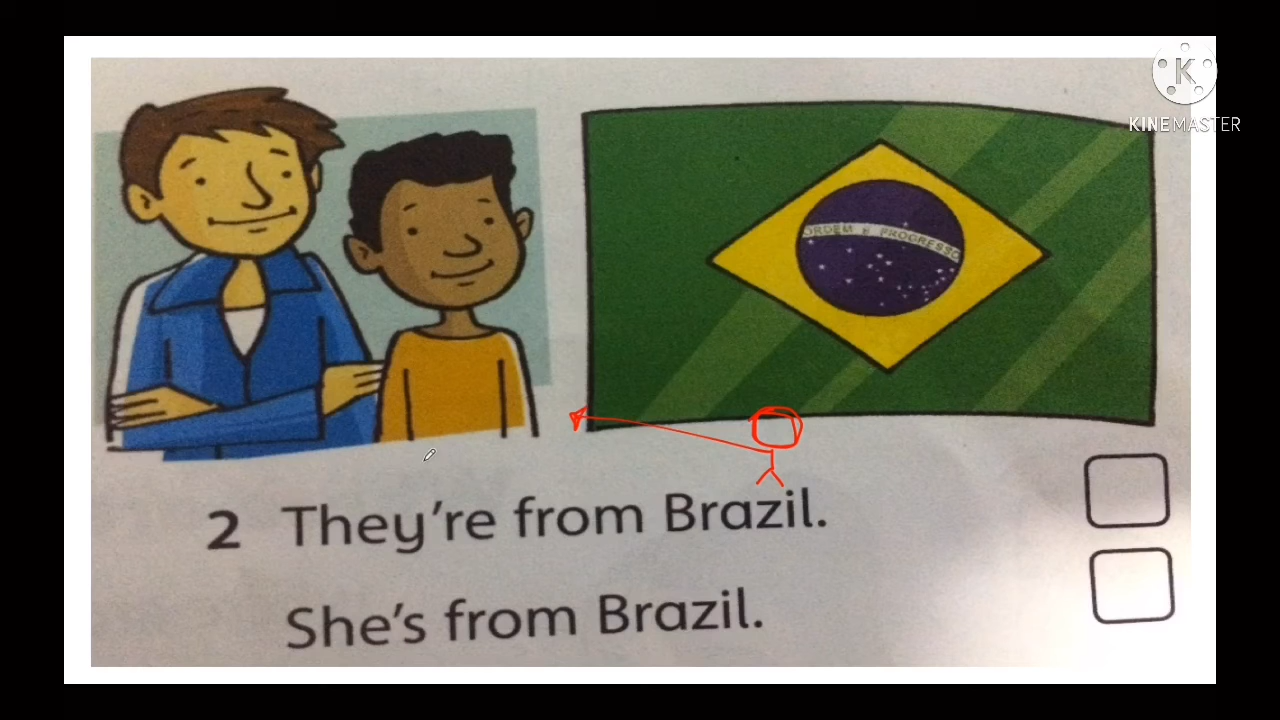 K
KINEMASTER
ORDEM E PROGRESSO
2 They're from Brazil.
She's from Brazil.